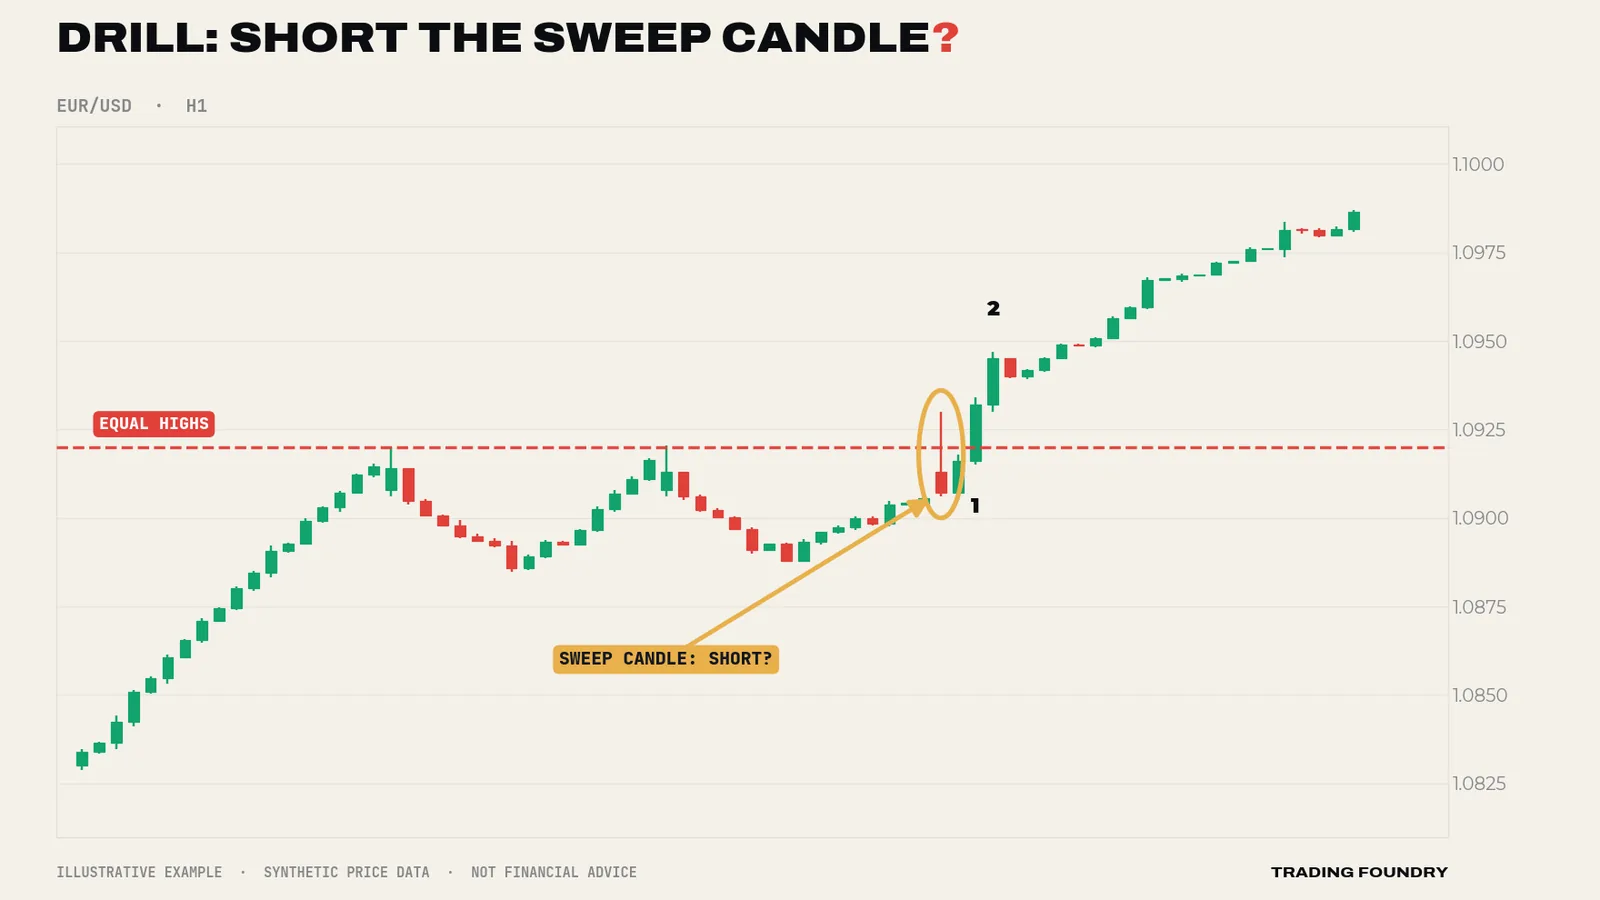 DRILL: SHORT THE SWEEP CANDLE?
EUR/USD · H1
1.1000
1.0975
2
1.0950
EQUAL HIGHS
1.0925
1
1.0900
1.0875
SWEEP CANDLE: SHORT?
1.0850
1.0825
ILLUSTRATIVE EXAMPLE · SYNTHETIC PRICE DATA · NOT FINANCIAL ADVICE
TRADING FOUNDRY